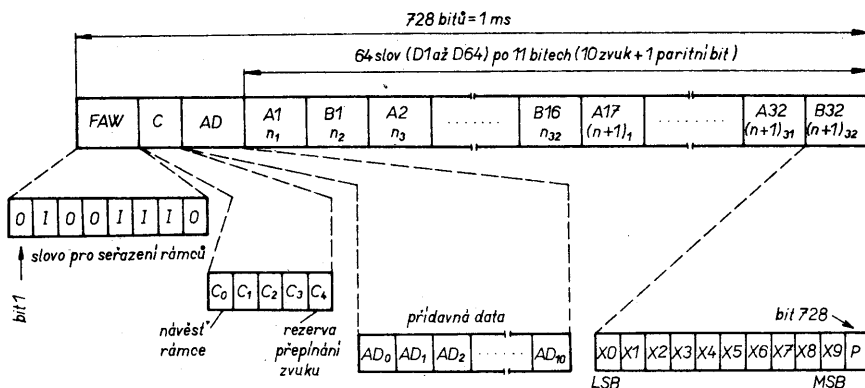 728 bitů = 1 ms
64 slov (D1 až D64) po 11 bitech (10 zvuk + 1 paritní bit)
FAW C AD A1 n₁ B1 n₂ A2 n₃ ........ B16 n₃₂ A17 (n+1)₁ ........ A32 (n+1)₃₁ B32 (n+1)₃₂
0 1 0 0 1 1 1 0
bit 1
slovo pro seřazení rámců
C₀ C₁ C₂ C₃ C₄
návěsť rámce
rezerva přepínání zvuku
přídavná data
AD₀ AD₁ AD₂ ...... AD₁₀
bit 728
X0 X1 X2 X3 X4 X5 X6 X7 X8 X9 P
LSB MSB